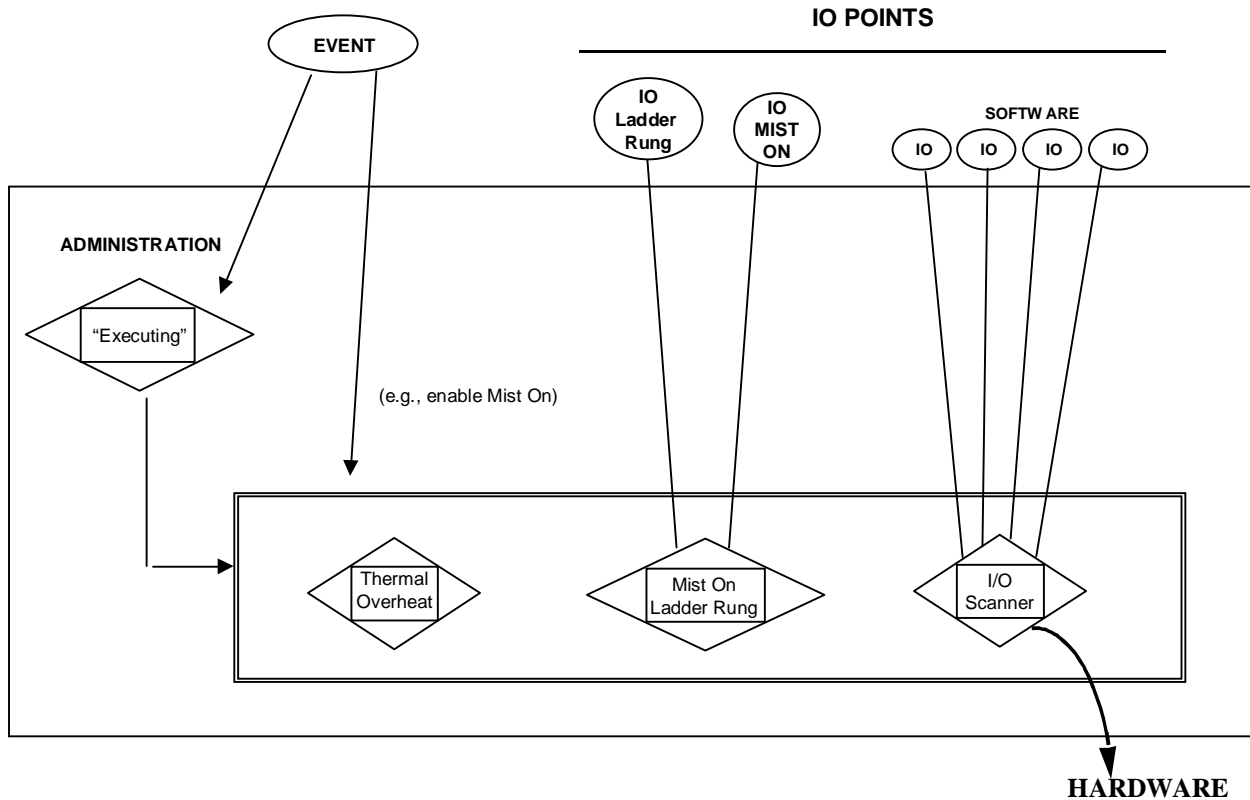 IO POINTS
EVENT
IO
Ladder
Rung
IO
MIST
ON
SOFTW ARE
IO
IO
IO
IO
ADMINISTRATION
“Executing”
(e.g., enable Mist On)
Thermal
Overheat
Mist On
Ladder Rung
I/O
Scanner
HARDWARE